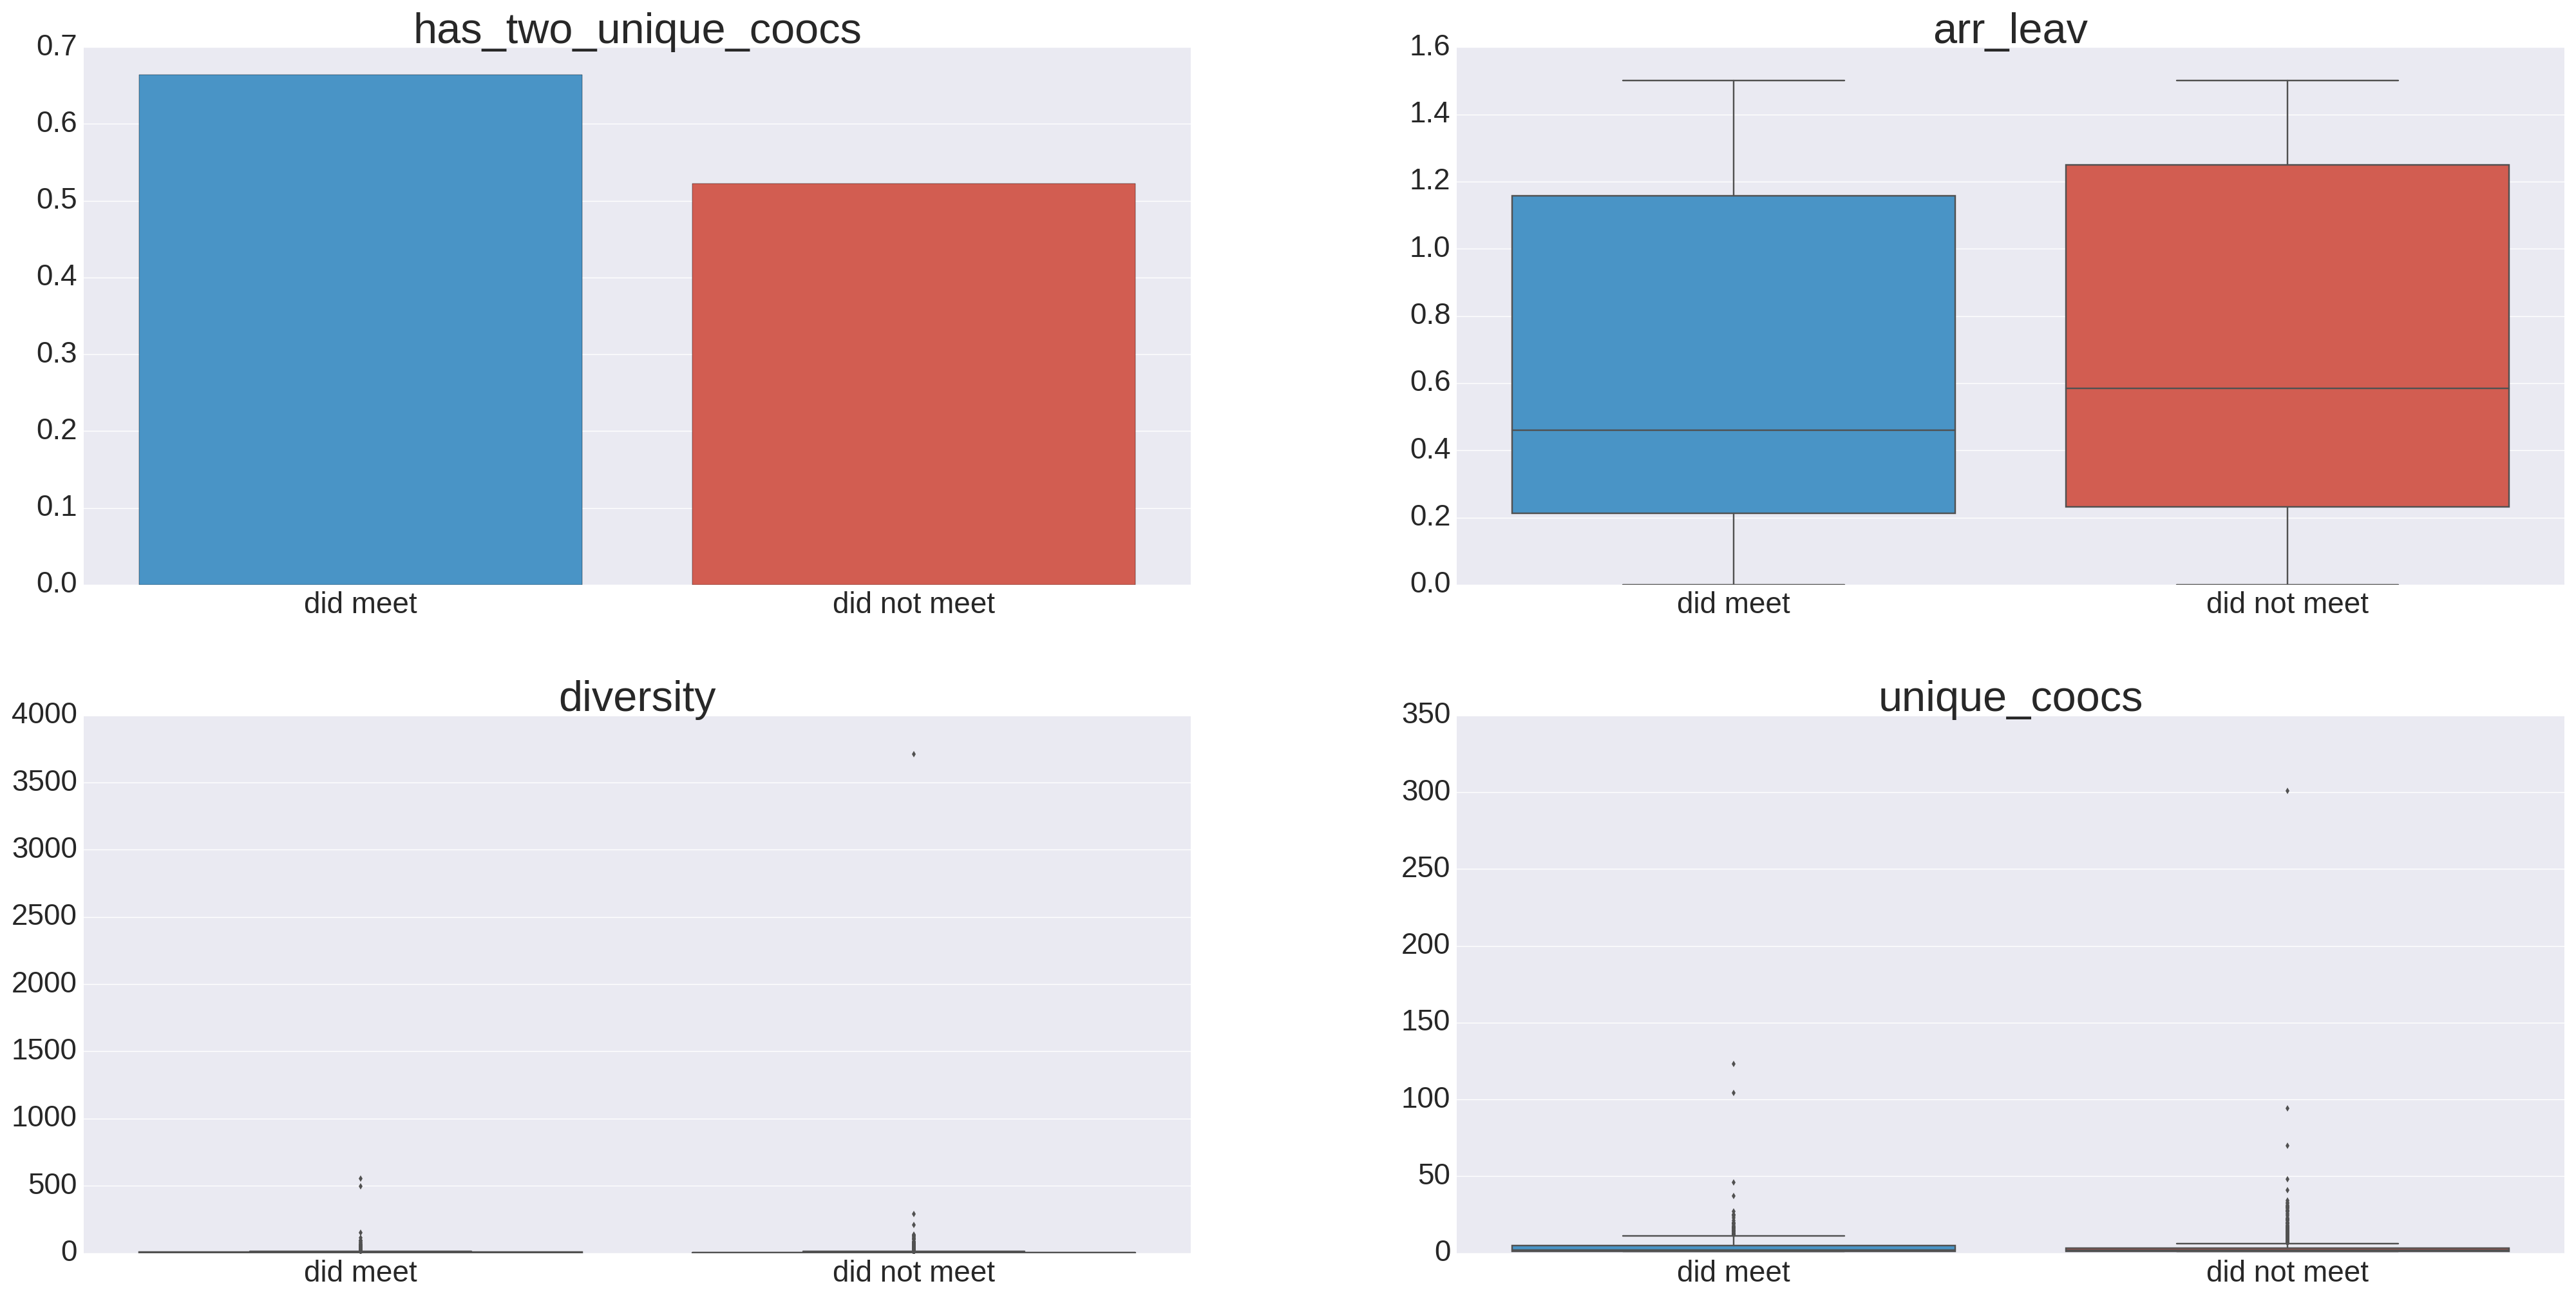 has_two_unique_coocs
0.7
0.6
0.5
0.4
0.3
0.2
0.1
0.0
did meet
did not meet
arr_leav
1.6
1.4
1.2
1.0
0.8
0.6
0.4
0.2
0.0
did meet
did not meet
diversity
4000
3500
3000
2500
2000
1500
1000
500
0
did meet
did not meet
unique_coocs
350
300
250
200
150
100
50
0
did meet
did not meet